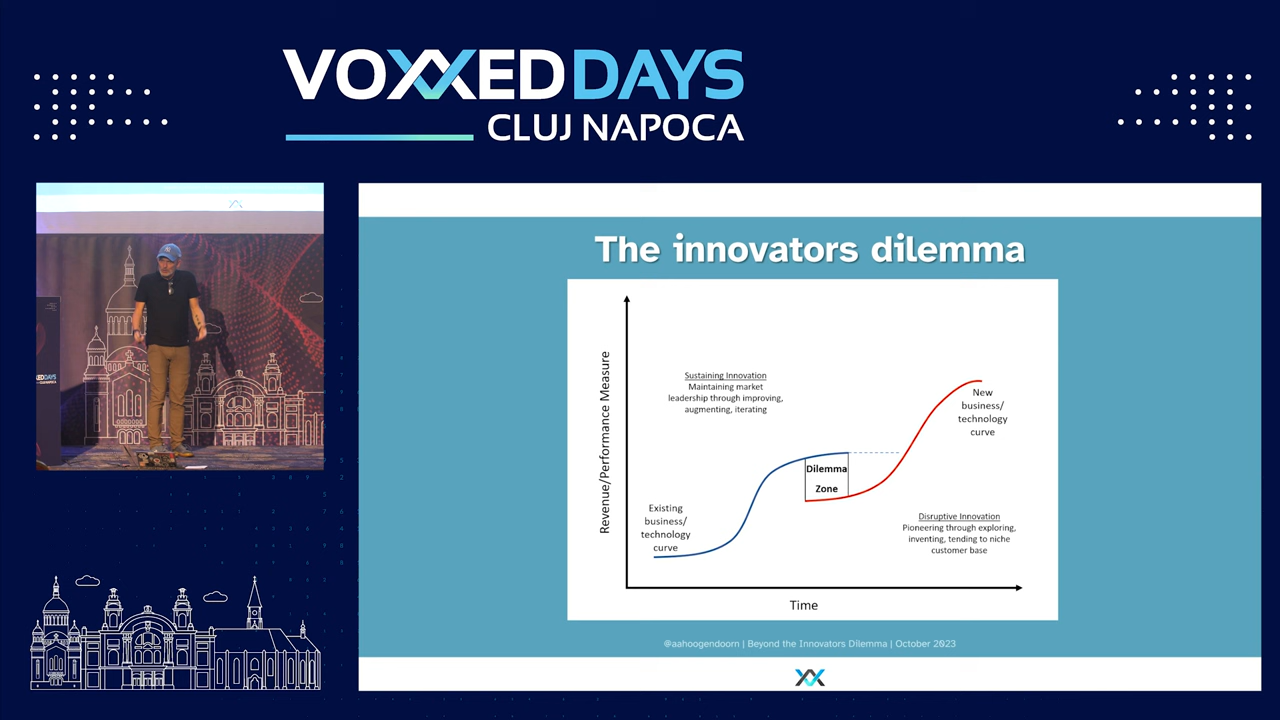 VOXXED DAYS
CLUJ NAPOCA
The innovators dilemma
Revenue/Performance Measure
Sustaining Innovation
Maintaining market
leadership through improving,
augmenting, iterating
New
business/
technology
curve
Dilemma
Zone
Existing
business/
technology
curve
Disruptive Innovation
Pioneering through exploring,
inventing, tending to niche
customer base
Time
@aahoogendoorn | Beyond the Innovators Dilemma | October 2023